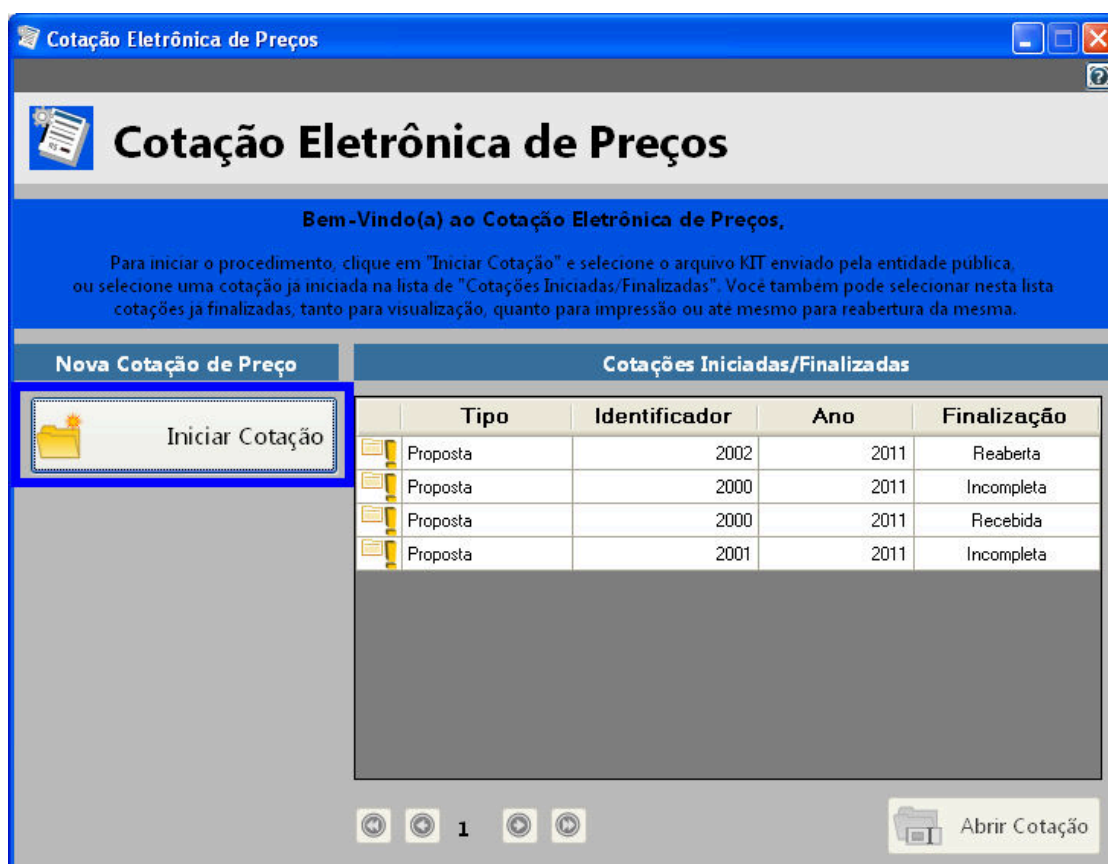 Cotação Eletrônica de Preços
Cotação Eletrônica de Preços
Bem-Vindo(a) ao Cotação Eletrônica de Preços,
Para iniciar o procedimento, clique em "Iniciar Cotação" e selecione o arquivo KIT enviado pela entidade pública,
ou selecione uma cotação já iniciada na lista de "Cotações Iniciadas/Finalizadas". Você também pode selecionar nesta lista
cotações já finalizadas, tanto para visualização, quanto para impressão ou até mesmo para reabertura da mesma.
Nova Cotação de Preço
Cotações Iniciadas/Finalizadas
Iniciar Cotação
Tipo Identificador Ano Finalização
Proposta 2002 2011 Reaberta
Proposta 2000 2011 Incompleta
Proposta 2000 2011 Recebida
Proposta 2001 2011 Incompleta
1
Abrir Cotação